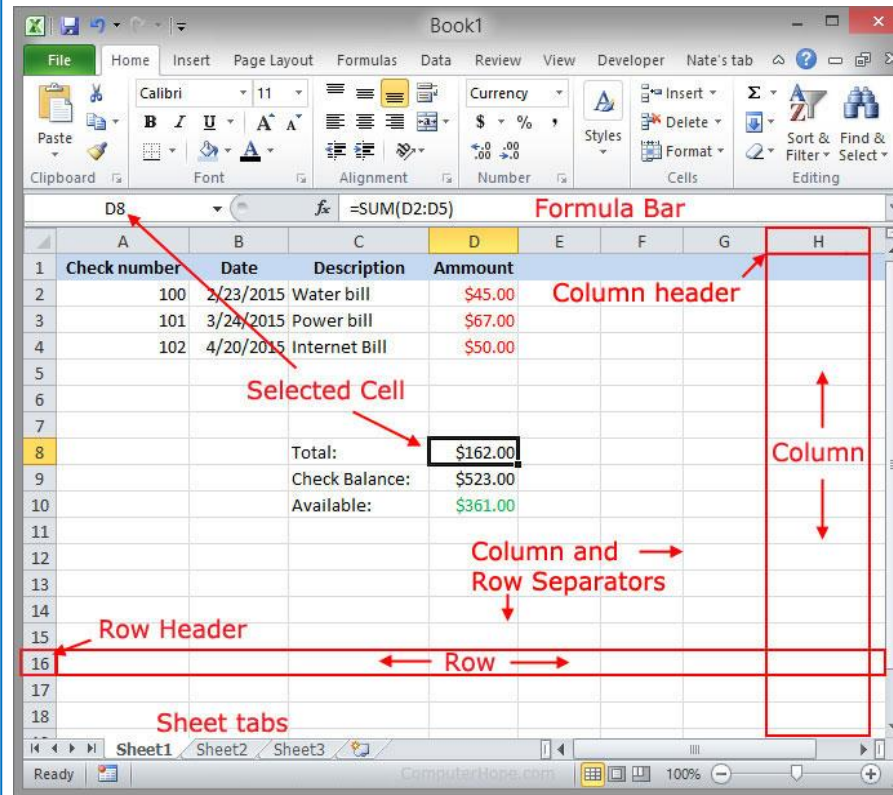 Book1
File Home Insert Page Layout Formulas Data Review View Developer Nate's tab
Paste
Calibri 11
B I U A A
A
Currency
$ % ,
.0 .00 .00 .0
A
Styles
Insert
Delete
Format
Σ
A Z
Sort & Filter
Find & Select
Clipboard Font Alignment Number Cells Editing
D8 fx =SUM(D2:D5) Formula Bar
A B C D E F G H
1 Check number Date Description Ammount
2 100 2/23/2015 Water bill $45.00 Column header
3 101 3/24/2015 Power bill $67.00
4 102 4/20/2015 Internet Bill $50.00
5
Selected Cell
6
7
8 Total: $162.00 Column
9 Check Balance: $523.00
10 Available: $361.00
11
12 Column and
13 Row Separators
14
Row Header
15
16 Row
17
18 Sheet tabs
Sheet1 Sheet2 Sheet3
Ready ComputerHope.com 100%